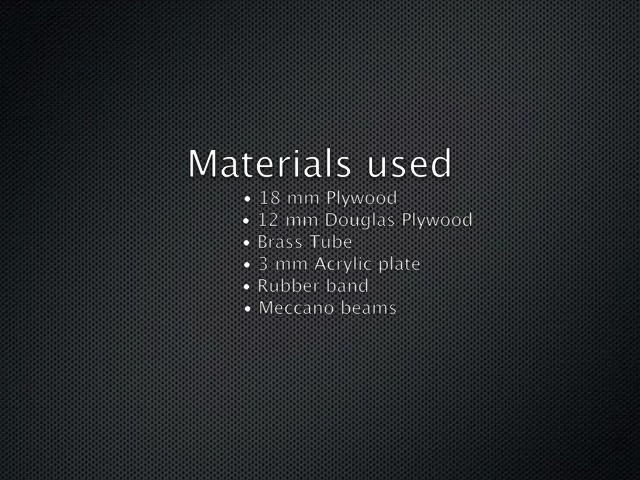 Materials used
• 18 mm Plywood
• 12 mm Douglas Plywood
• Brass Tube
• 3 mm Acrylic plate
• Rubber band
• Meccano beams